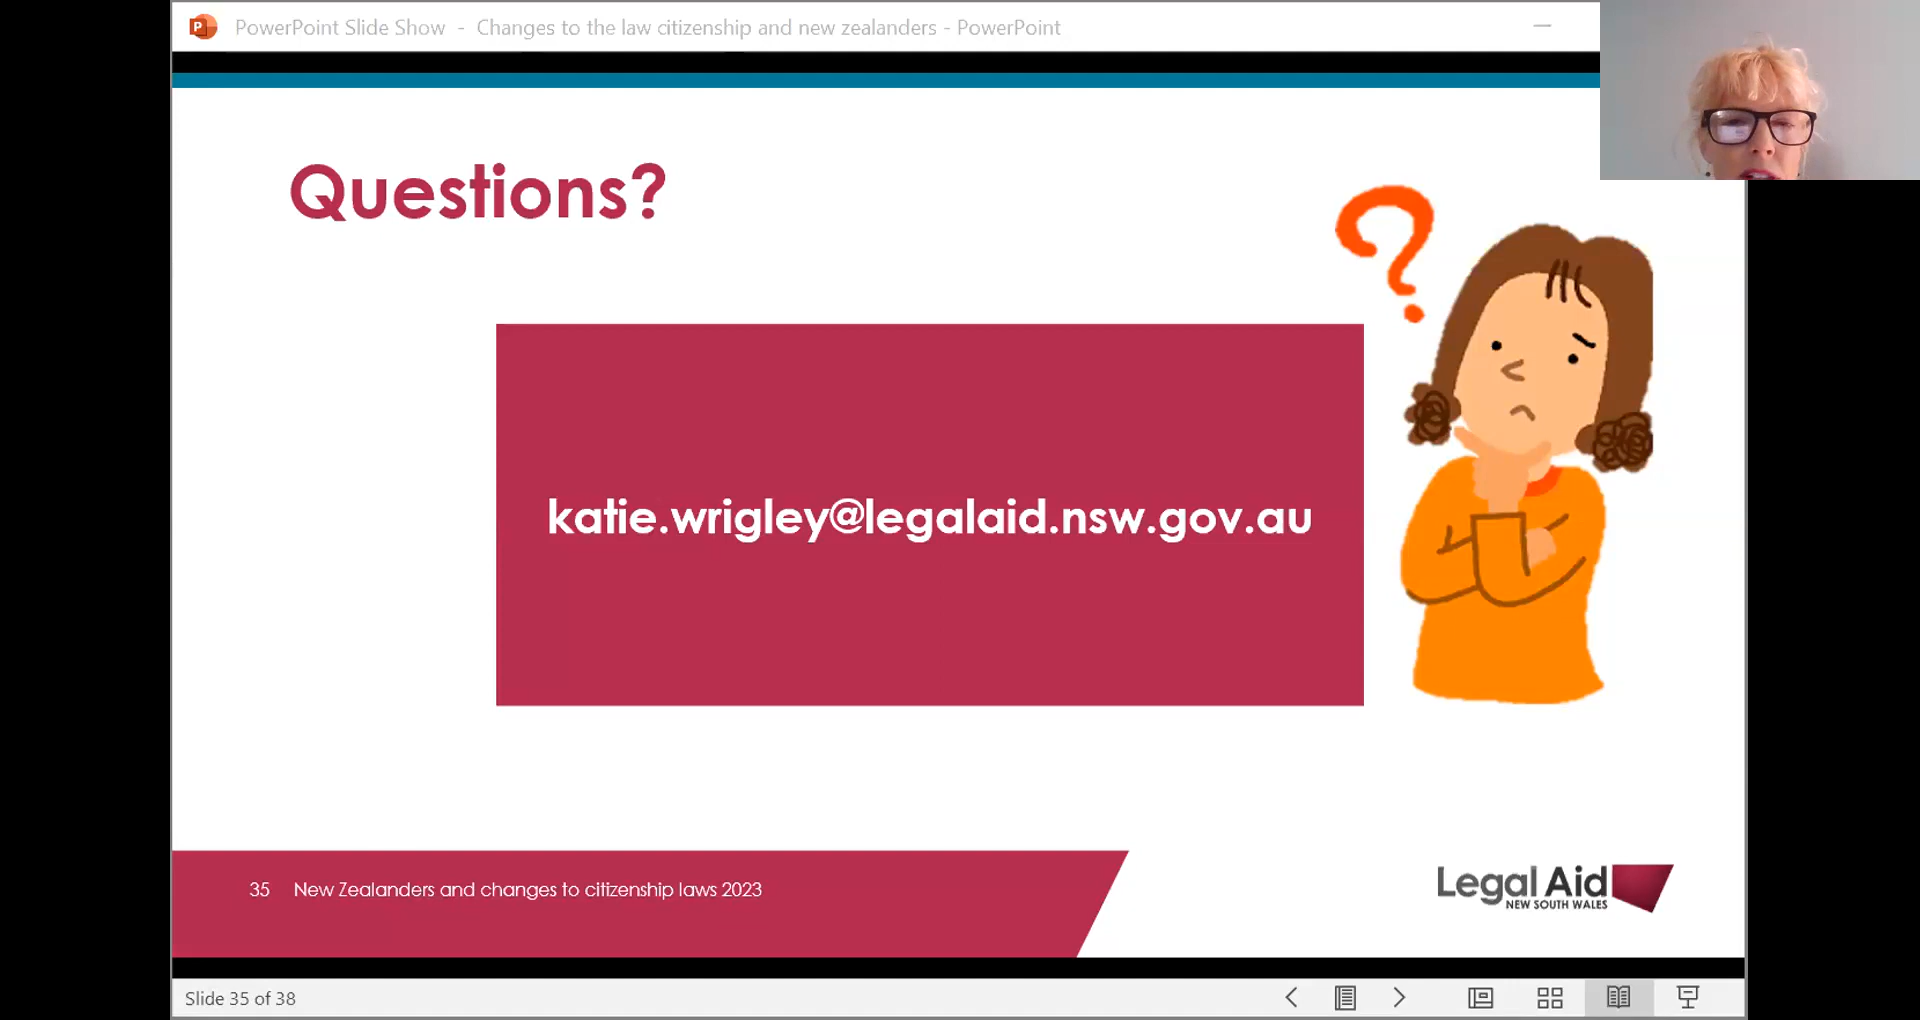 PowerPoint Slide Show - Changes to the law citizenship and new zealanders - PowerPoint
Questions?
?
katie.wrigley@legalaid.nsw.gov.au
35 New Zealanders and changes to citizenship laws 2023
Legal Aid
NEW SOUTH WALES
Slide 35 of 38